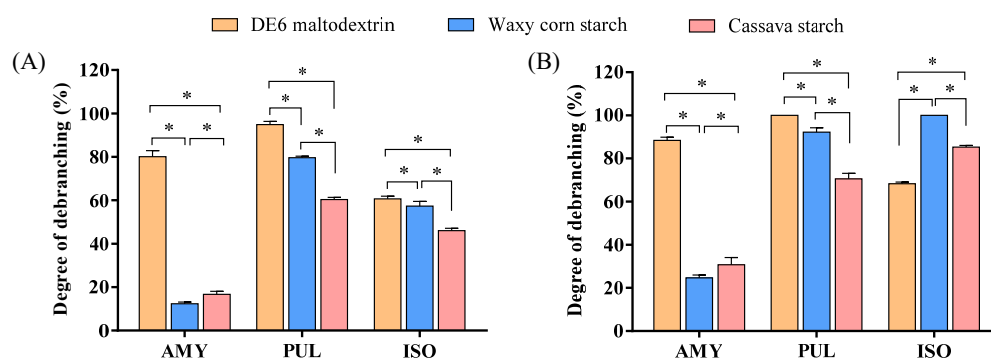 DE6 maltodextrin Waxy corn starch Cassava starch
(A)
Degree of debranching (%)
120
100
80
60
40
20
0
* * *
* * *
* * *
AMY PUL ISO
(B)
Degree of debranching (%)
120
100
80
60
40
20
0
* * *
* * *
* * *
AMY PUL ISO